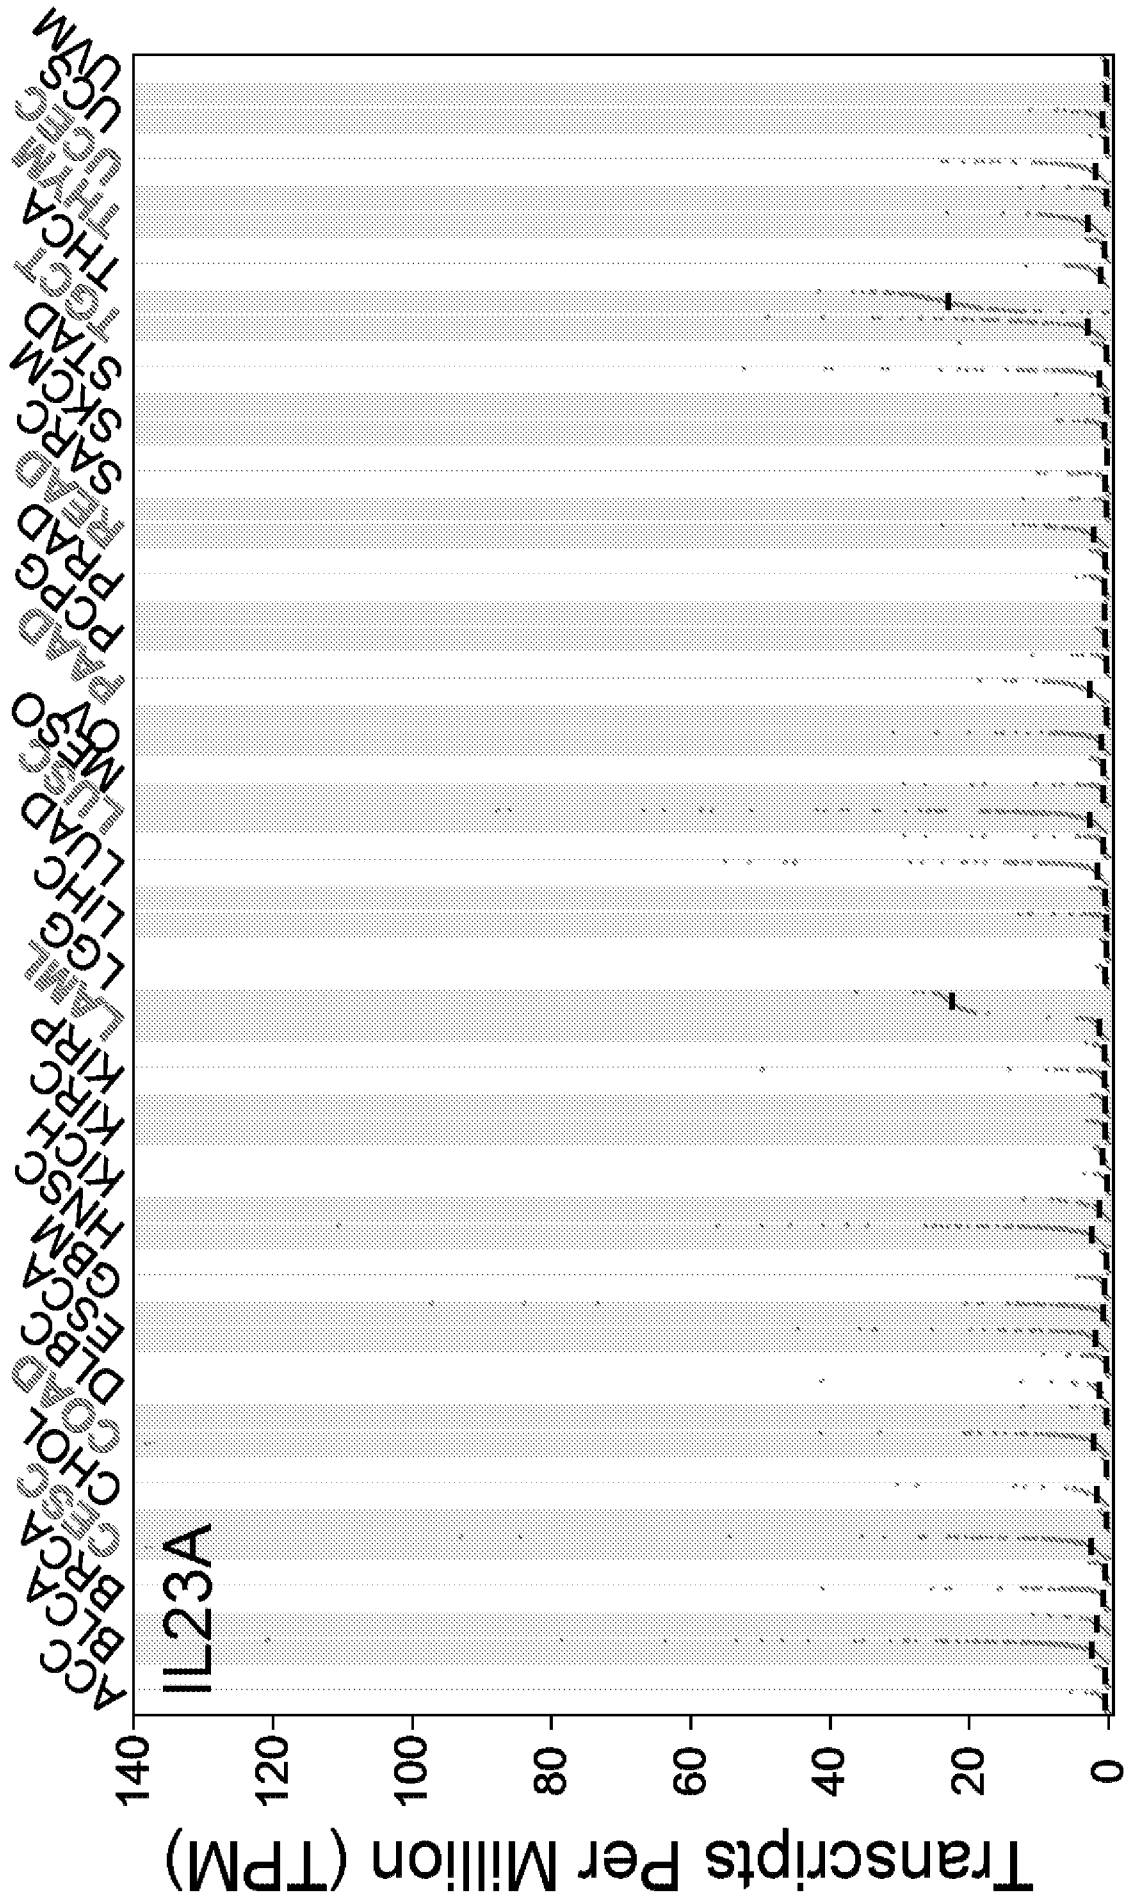 IL23A
Transcripts Per Million (TPM)
140
120
100
80
60
40
20
0
ACC
BLCA
BRCA
CESC
CHOL
COAD
DLBC
ESCA
GBM
HNSC
KICH
KIRC
KIRP
LAML
LGG
LIHC
LUAD
LUSC
MESO
OV
PAAD
PCPG
PRAD
READ
SARC
SKCM
STAD
TGCT
THCA
THYM
UCEC
UCS
UVM